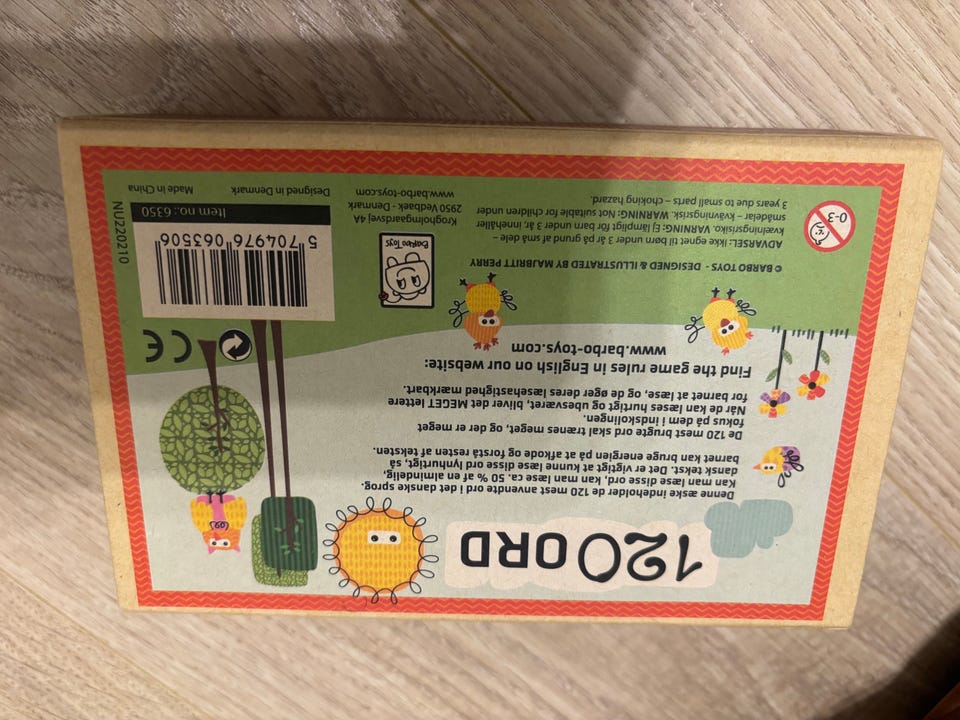 120 ORD
Denne æske indeholder de 120 mest anvendte ord i det danske sprog.
Kan man læse disse ord, kan man læse ca. 50 % af en almindelig,
dansk tekst. Det er vigtigt at kunne læse disse ord lynhurtigt, så
barnet kan bruge energien på at afkode og forstå resten af teksten.
De 120 mest brugte ord skal trænes meget, og der er meget
fokus på dem i indskolingen.
Når de kan læses hurtigt og ubesværet, bliver det MEGET lettere
for barnet at læse, og de øger deres læsehastighed mærkbart.
Find the game rules in English on our website:
www.barbo-toys.com
CE
© BARBO TOYS - DESIGNED & ILLUSTRATED BY MAJBRITT PERRY
ADVARSEL: Ikke egnet til børn under 3 år på grund af små dele –
kvælningsrisiko. VARNING: Ej lämplig för barn under 3 år, innehåller
smådelar – kvävningsrisk. WARNING: Not suitable for children under
3 years due to small parts – choking hazard.
0-3
Barbo Toys
Krogholmgaardsvej 4A
2950 Vedbaek - Denmark
www.barbo-toys.com
5 704976 063506
Item no.: 6350
Designed in Denmark
Made in China
NU220210